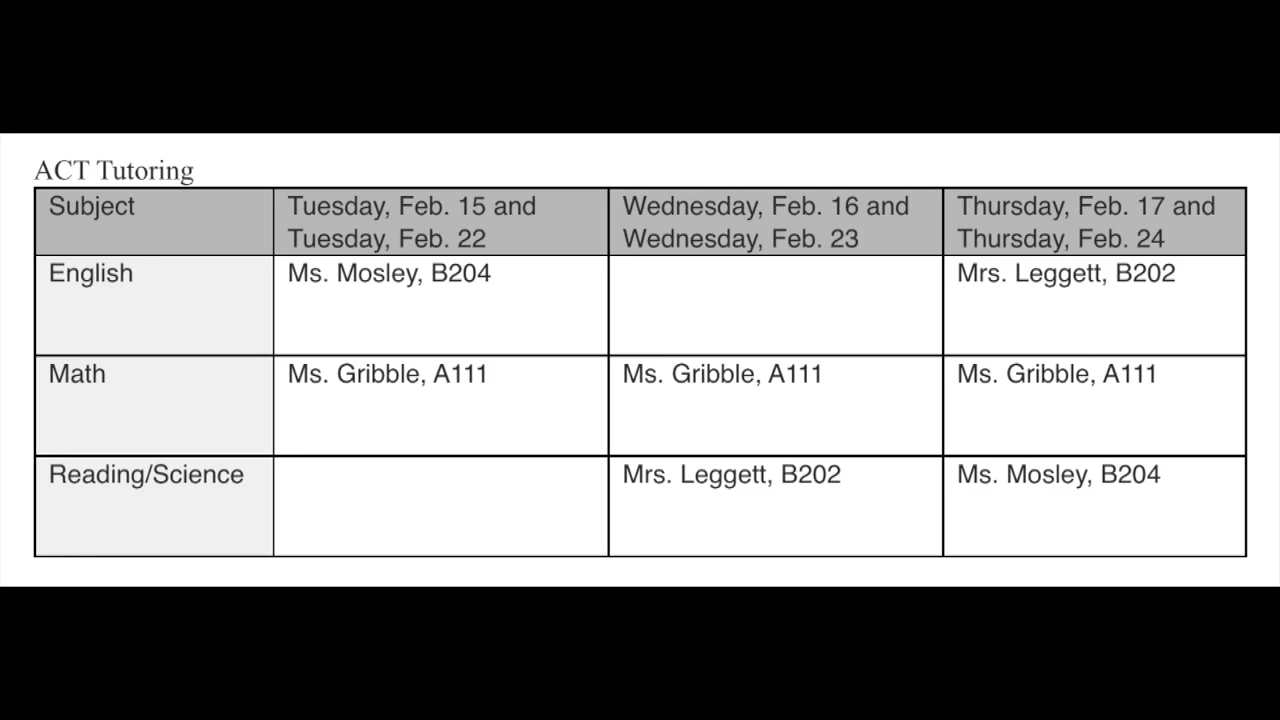 ACT Tutoring
Subject
Tuesday, Feb. 15 and
Tuesday, Feb. 22
Wednesday, Feb. 16 and
Wednesday, Feb. 23
Thursday, Feb. 17 and
Thursday, Feb. 24
English
Ms. Mosley, B204
Mrs. Leggett, B202
Math
Ms. Gribble, A111
Ms. Gribble, A111
Ms. Gribble, A111
Reading/Science
Mrs. Leggett, B202
Ms. Mosley, B204